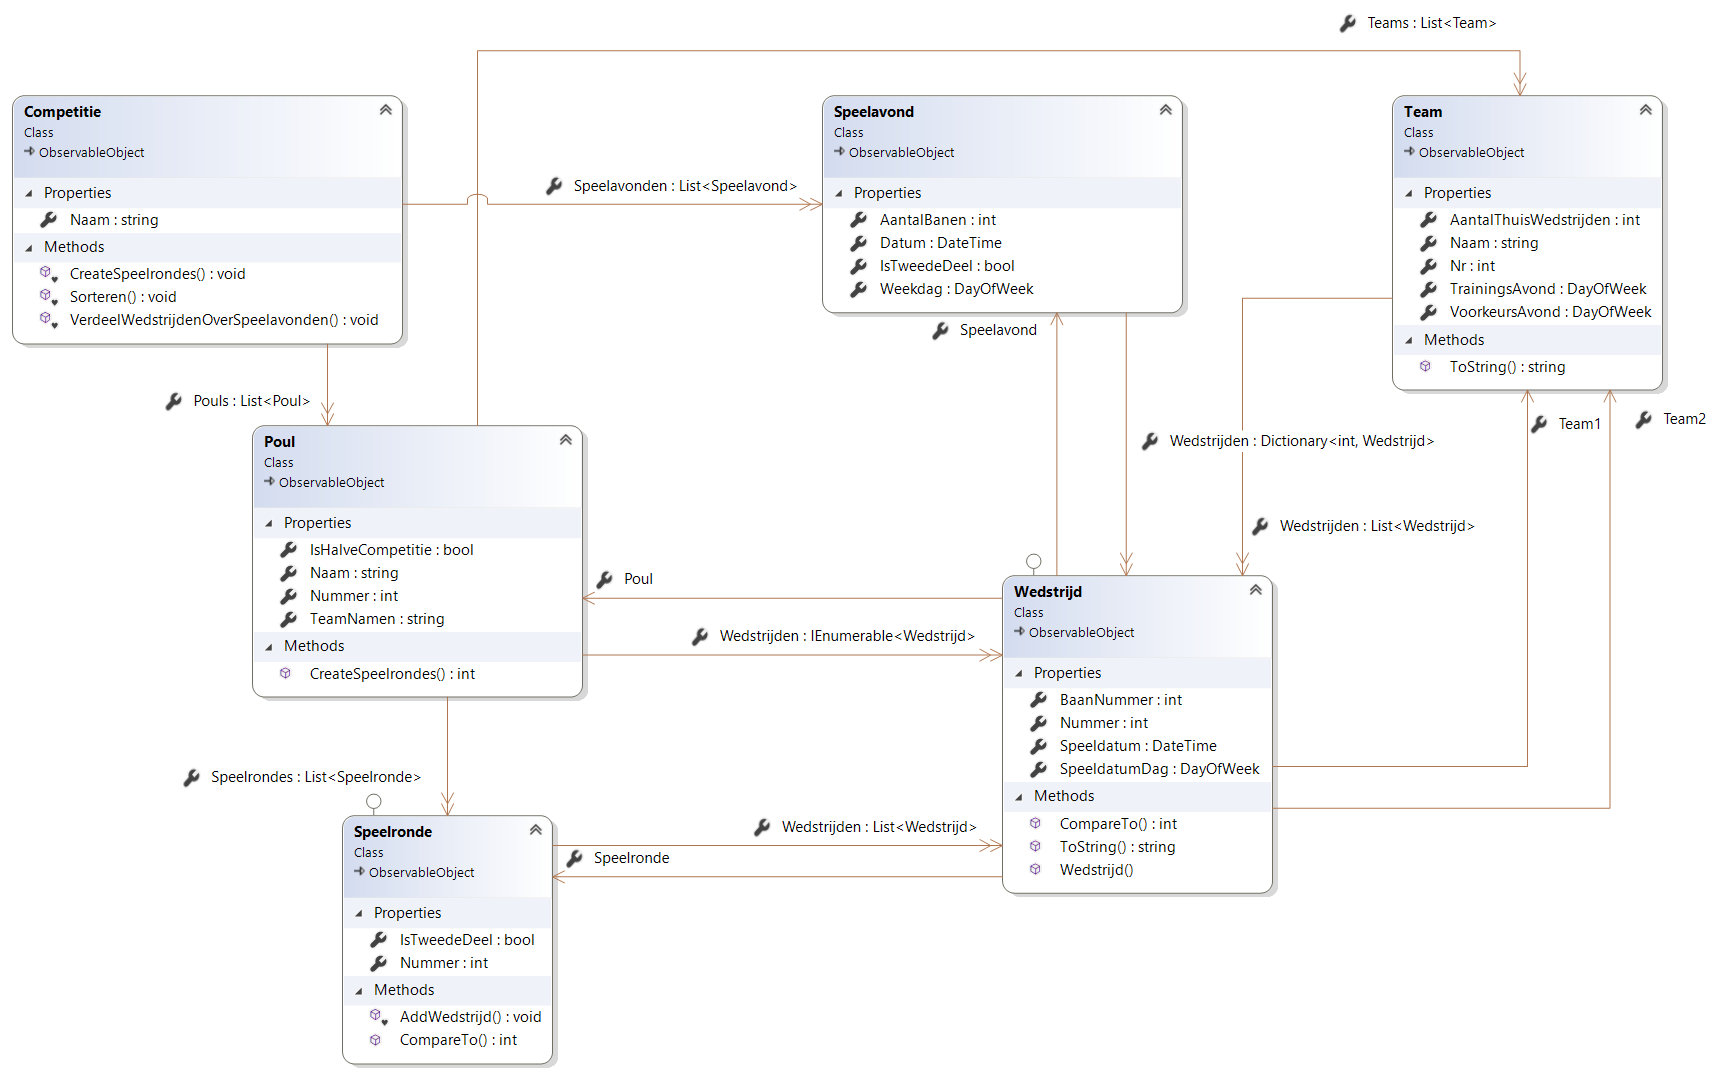 Teams : List<Team>
Competitie
Class
ObservableObject
Properties
Naam : string
Methods
CreateSpeelrondes() : void
Sorteren() : void
VerdeelWedstrijdenOverSpeelavonden() : void
Speelavonden : List<Speelavond>
Speelavond
Class
ObservableObject
Properties
AantalBanen : int
Datum : DateTime
IsTweedeDeel : bool
Weekdag : DayOfWeek
Team
Class
ObservableObject
Properties
AantalThuisWedstrijden : int
Naam : string
Nr : int
TrainingsAvond : DayOfWeek
VoorkeursAvond : DayOfWeek
Methods
ToString() : string
Speelavond
Pouls : List<Poul>
Team1
Team2
Wedstrijden : Dictionary<int, Wedstrijd>
Wedstrijden : List<Wedstrijd>
Poul
Class
ObservableObject
Properties
IsHalveCompetitie : bool
Naam : string
Nummer : int
TeamNamen : string
Methods
CreateSpeelrondes() : int
Poul
Wedstrijden : IEnumerable<Wedstrijd>
Wedstrijd
Class
ObservableObject
Properties
BaanNummer : int
Nummer : int
Speeldatum : DateTime
SpeeldatumDag : DayOfWeek
Methods
CompareTo() : int
ToString() : string
Wedstrijd()
Speelrondes : List<Speelronde>
Wedstrijden : List<Wedstrijd>
Speelronde
Speelronde
Class
ObservableObject
Properties
IsTweedeDeel : bool
Nummer : int
Methods
AddWedstrijd() : void
CompareTo() : int